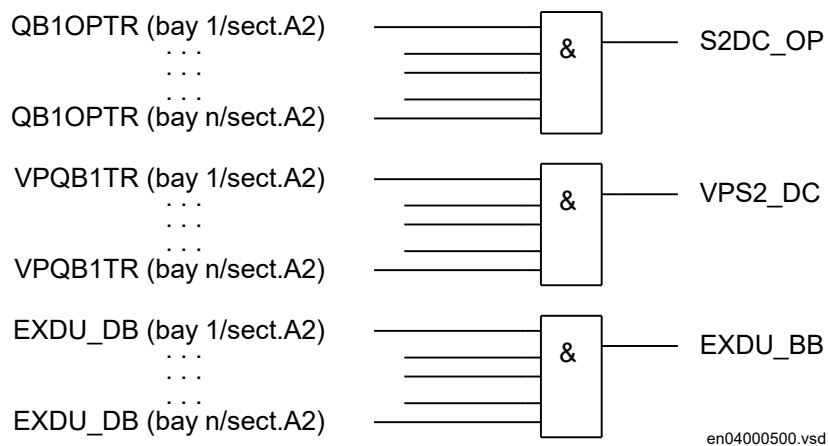 QB1OPTR (bay 1/sect.A2)
. . .
. . .
. . .
QB1OPTR (bay n/sect.A2)
&
S2DC_OP
VPQB1TR (bay 1/sect.A2)
. . .
. . .
. . .
VPQB1TR (bay n/sect.A2)
&
VPS2_DC
EXDU_DB (bay 1/sect.A2)
. . .
. . .
. . .
EXDU_DB (bay n/sect.A2)
&
EXDU_BB
en04000500.vsd